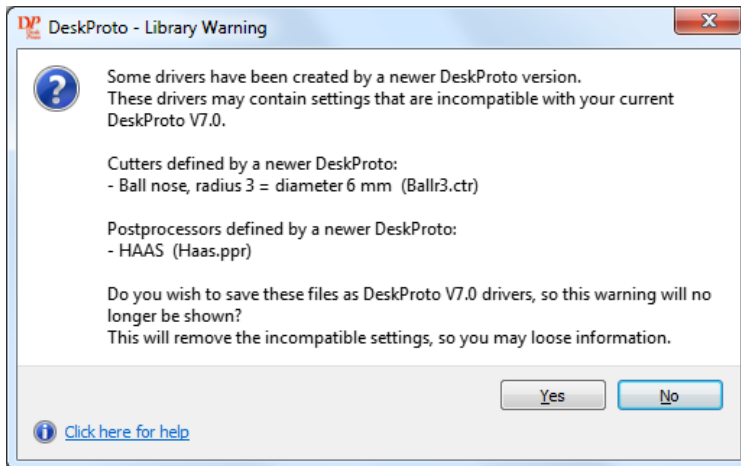 DP
DeskProto - Library Warning
Some drivers have been created by a newer DeskProto version.
These drivers may contain settings that are incompatible with your current
DeskProto V7.0.
Cutters defined by a newer DeskProto:
- Ball nose, radius 3 = diameter 6 mm (Ballr3.ctr)
Postprocessors defined by a newer DeskProto:
- HAAS (Haas.ppr)
Do you wish to save these files as DeskProto V7.0 drivers, so this warning will no
longer be shown?
This will remove the incompatible settings, so you may loose information.
Yes
No
Click here for help